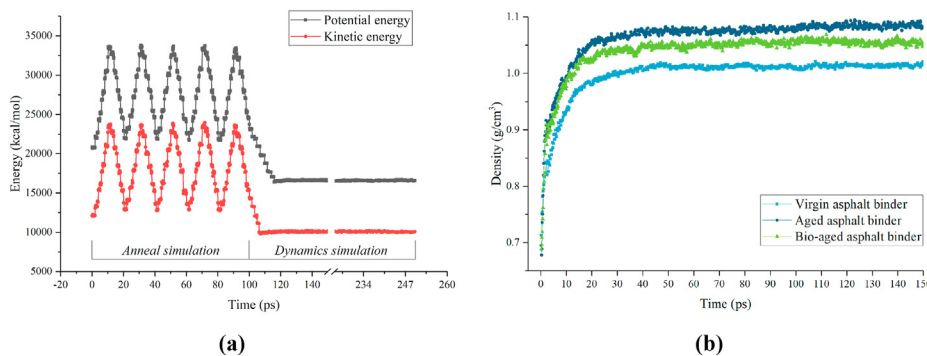 Potential energy
Kinetic energy
35000
30000
25000
20000
15000
10000
5000
Energy (kcal/mol)
Anneal simulation
Dynamics simulation
-20 0 20 40 60 80 100 120 140 234 247 260
Time (ps)
(a)
1.1
1.0
0.9
0.8
0.7
Density (g/cm³)
Virgin asphalt binder
Aged asphalt binder
Bio-aged asphalt binder
0 10 20 30 40 50 60 70 80 90 100 110 120 130 140 150
Time (ps)
(b)